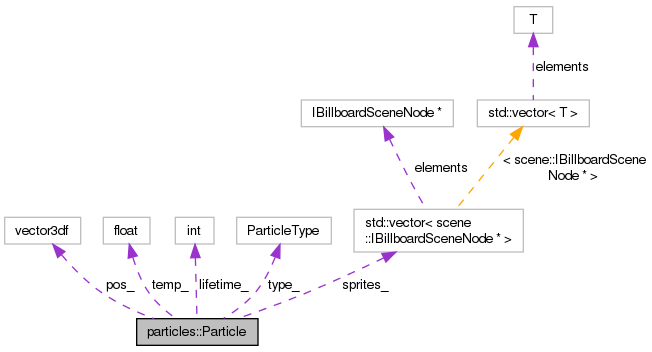 T
elements
IBillboardSceneNode *
std::vector< T >
elements
< scene::IBillboardScene
Node * >
vector3df
float
int
ParticleType
std::vector< scene
::IBillboardSceneNode * >
pos_
temp_
lifetime_
type_
sprites_
particles::Particle